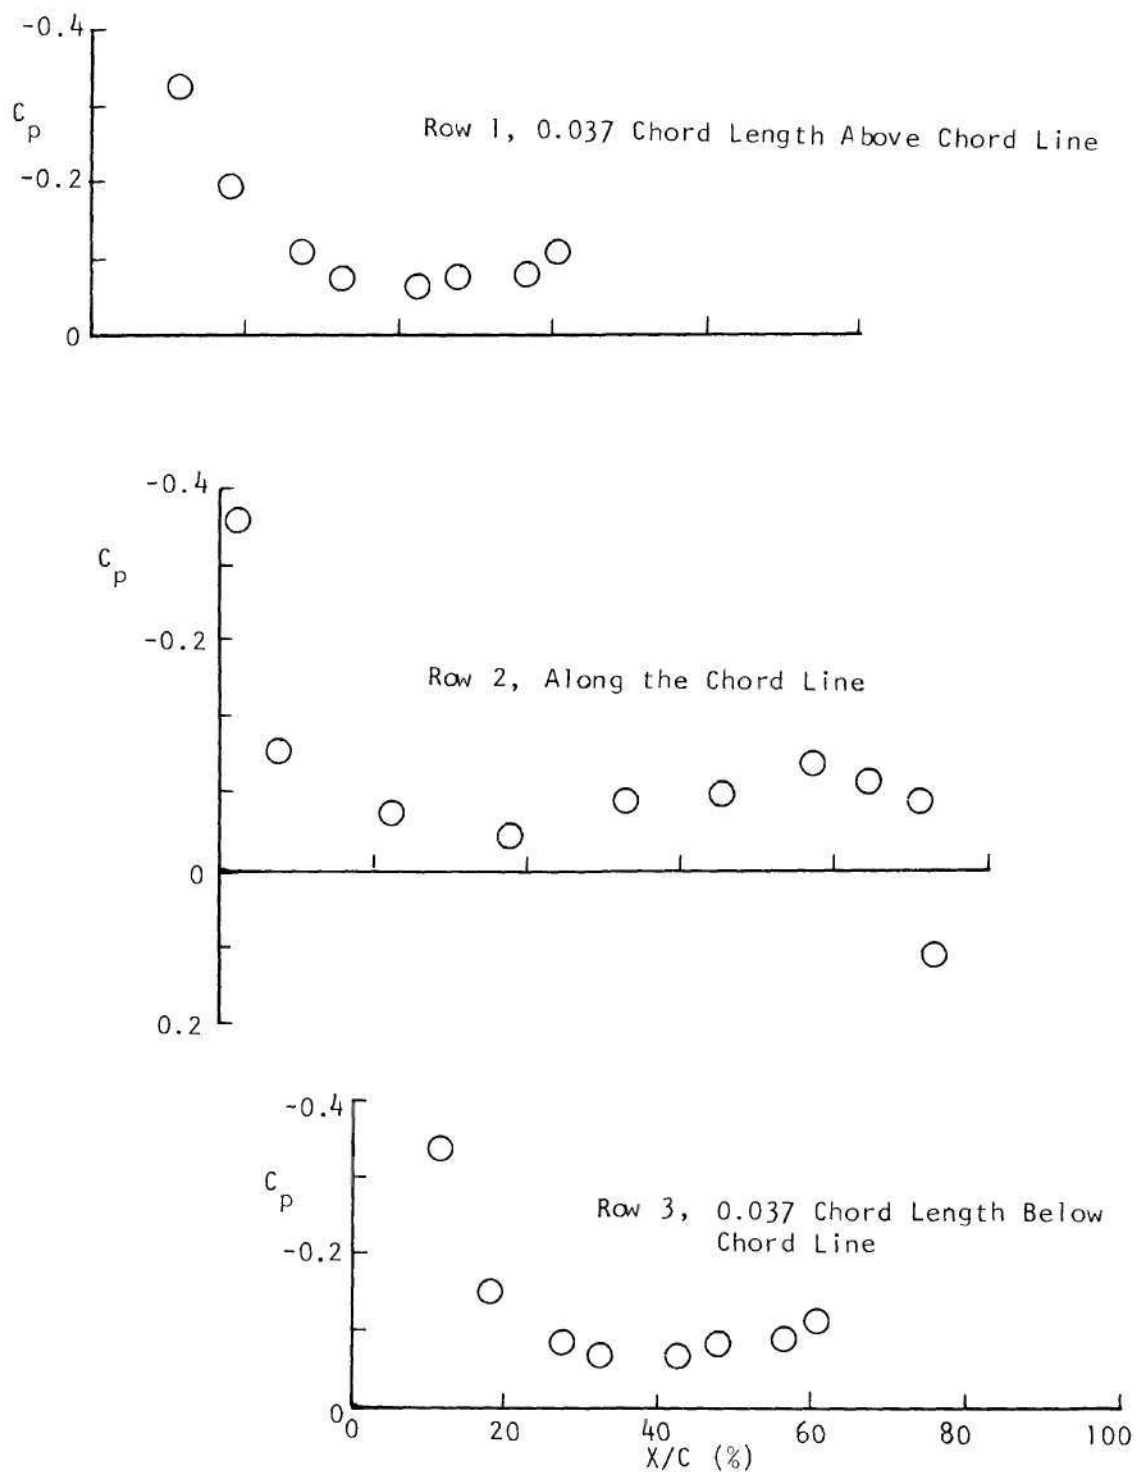 -0.4
C_p
Row 1, 0.037 Chord Length Above Chord Line
-0.2
0
-0.4
C_p
-0.2
Row 2, Along the Chord Line
0
0.2
-0.4
C_p
Row 3, 0.037 Chord Length Below
Chord Line
-0.2
0
0 20 40 60 80 100
X/C (%)